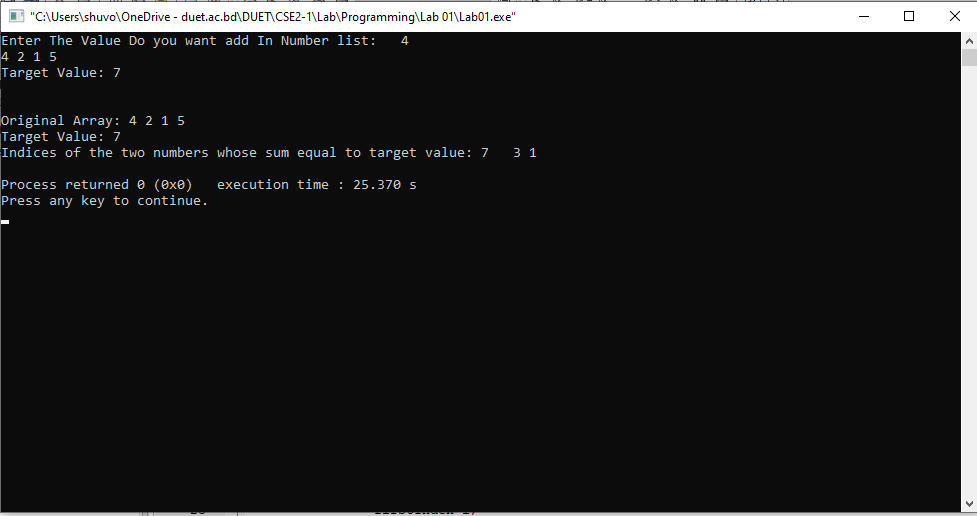 "C:\Users\shuvo\OneDrive - duet.ac.bd\DUET\CSE2-1\Lab\Programming\Lab 01\Lab01.exe"
Enter The Value Do you want add In Number list:   4
4 2 1 5
Target Value: 7
Original Array: 4 2 1 5
Target Value: 7
Indices of the two numbers whose sum equal to target value: 7   3 1
Process returned 0 (0x0)   execution time : 25.370 s
Press any key to continue.